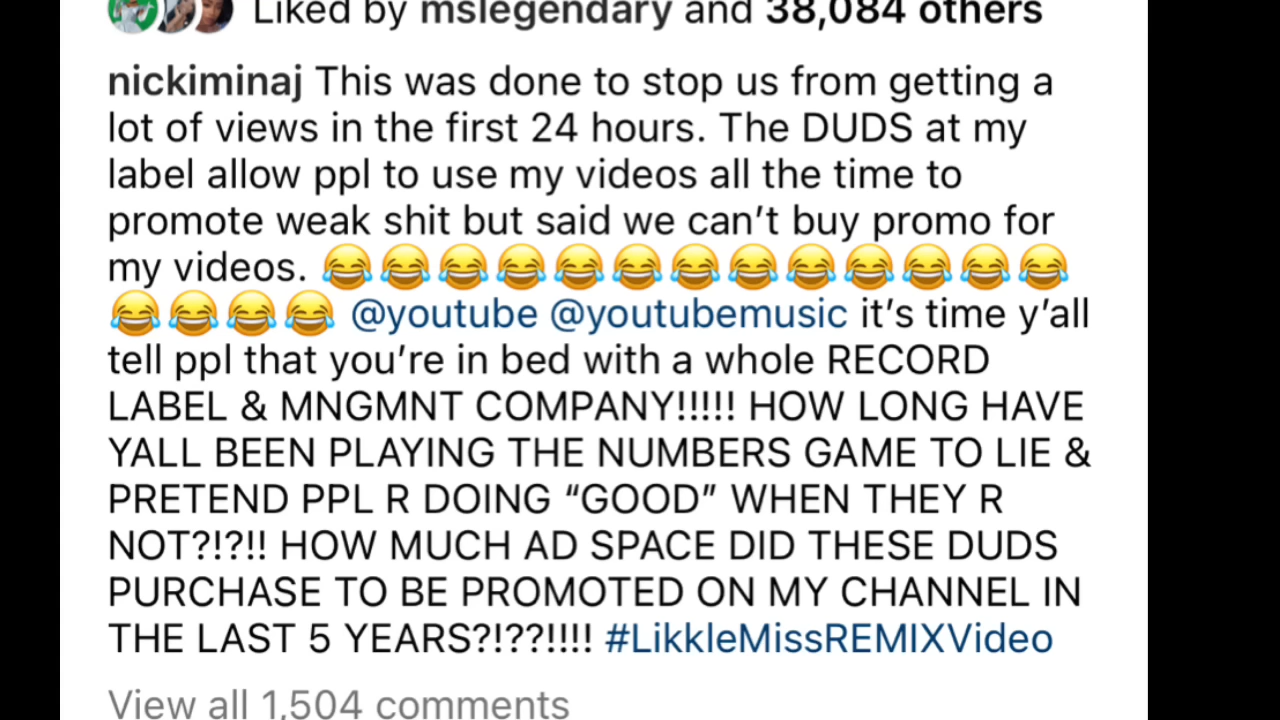 Liked by mslegendary and 38,084 others
nickiminaj This was done to stop us from getting a
lot of views in the first 24 hours. The DUDS at my
label allow ppl to use my videos all the time to
promote weak shit but said we can’t buy promo for
my videos. 😂😂😂😂😂😂😂😂😂😂😂😂😂
😂😂😂😂 @youtube @youtubemusic it’s time y’all
tell ppl that you’re in bed with a whole RECORD
LABEL & MNGMNT COMPANY!!!!! HOW LONG HAVE
YALL BEEN PLAYING THE NUMBERS GAME TO LIE &
PRETEND PPL R DOING “GOOD” WHEN THEY R
NOT?!?!! HOW MUCH AD SPACE DID THESE DUDS
PURCHASE TO BE PROMOTED ON MY CHANNEL IN
THE LAST 5 YEARS?!??!!!! #LikkleMissREMIXVideo
View all 1,504 comments